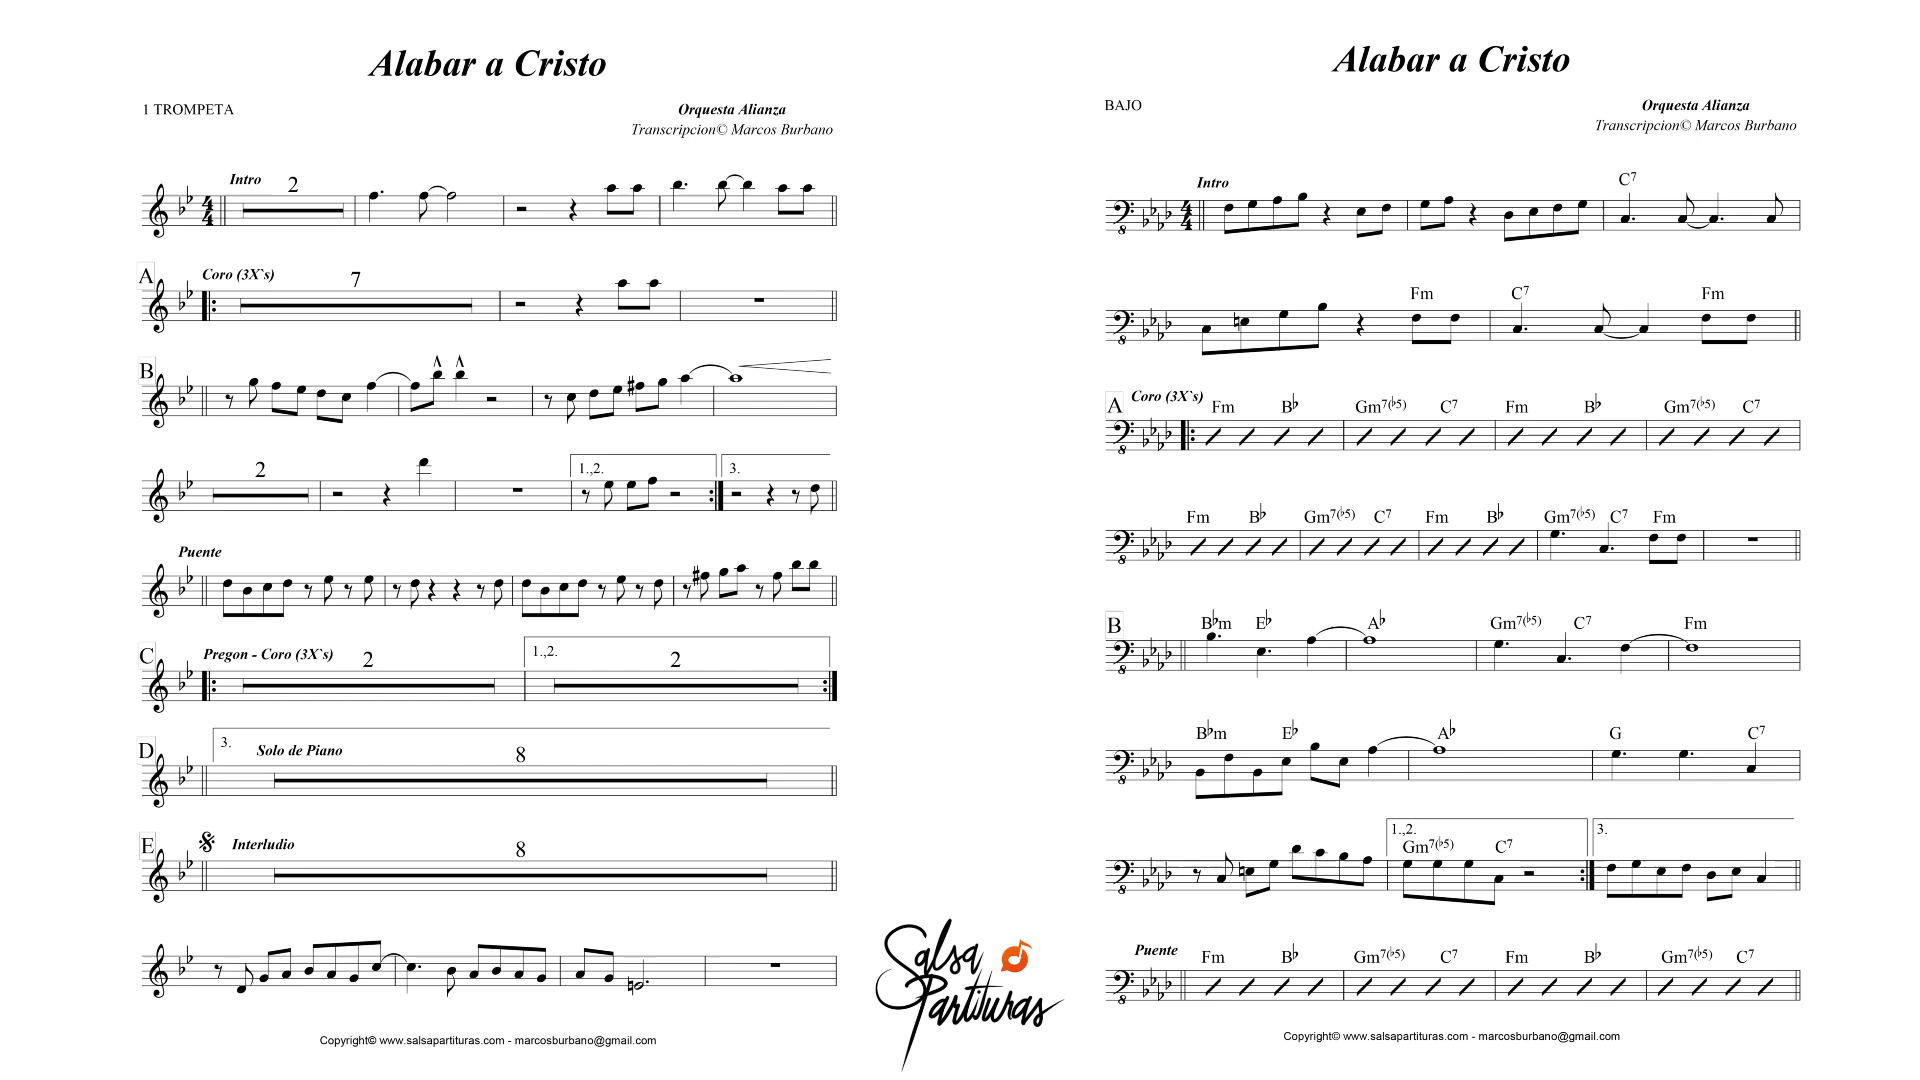 Alabar a Cristo
1 TROMPETA
Orquesta Alianza
Transcripcion© Marcos Burbano
Intro
2
A
Coro (3X`s)
7
B
2
1.,2.
3.
Puente
C
Pregon - Coro (3X`s)
2
1.,2.
2
D
3.
Solo de Piano
8
E
Interludio
8
Copyright© www.salsapartituras.com - marcosburbano@gmail.com
Salsa
Partituras
Alabar a Cristo
BAJO
Orquesta Alianza
Transcripcion© Marcos Burbano
Intro
C7
Fm C7 Fm
A
Coro (3X`s)
Fm B♭ Gm7(♭5) C7 Fm B♭ Gm7(♭5) C7
Fm B♭ Gm7(♭5) C7 Fm B♭ Gm7(♭5) C7 Fm
B
B♭m E♭ A♭ Gm7(♭5) C7 Fm
B♭m E♭ A♭ G C7
1.,2.
3.
Gm7(♭5) C7
Puente
Fm B♭ Gm7(♭5) C7 Fm B♭ Gm7(♭5) C7
Copyright© www.salsapartituras.com - marcosburbano@gmail.com